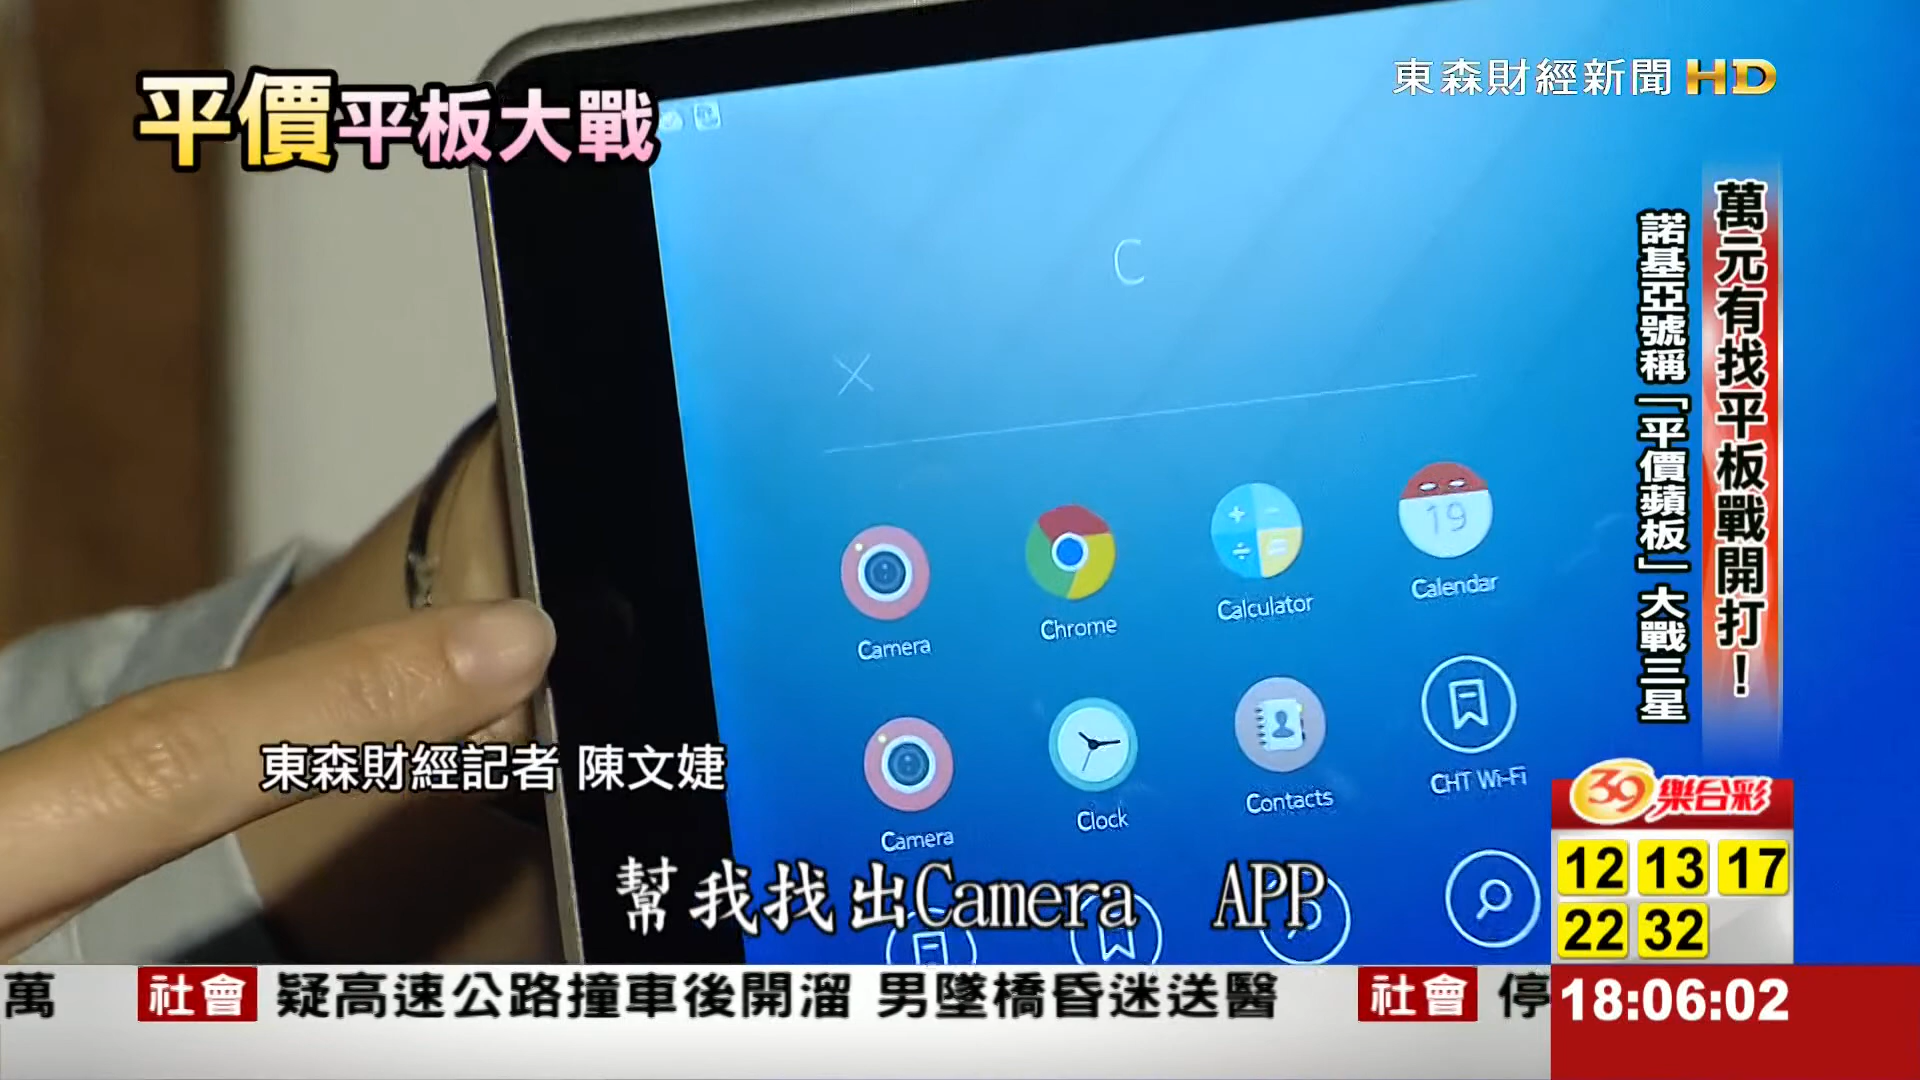 平價平板大戰
東森財經新聞HD
萬元有找平板戰開打！
諾基亞號稱「平價蘋板」大戰三星
C
Camera
Chrome
Calculator
19
Calendar
Camera
Clock
Contacts
CHT Wi-Fi
東森財經記者 陳文婕
幫我找出Camera APP
39樂合彩
12 13 17
22 32
萬 社會 疑高速公路撞車後開溜 男墜橋昏迷送醫 社會 停
18:06:02